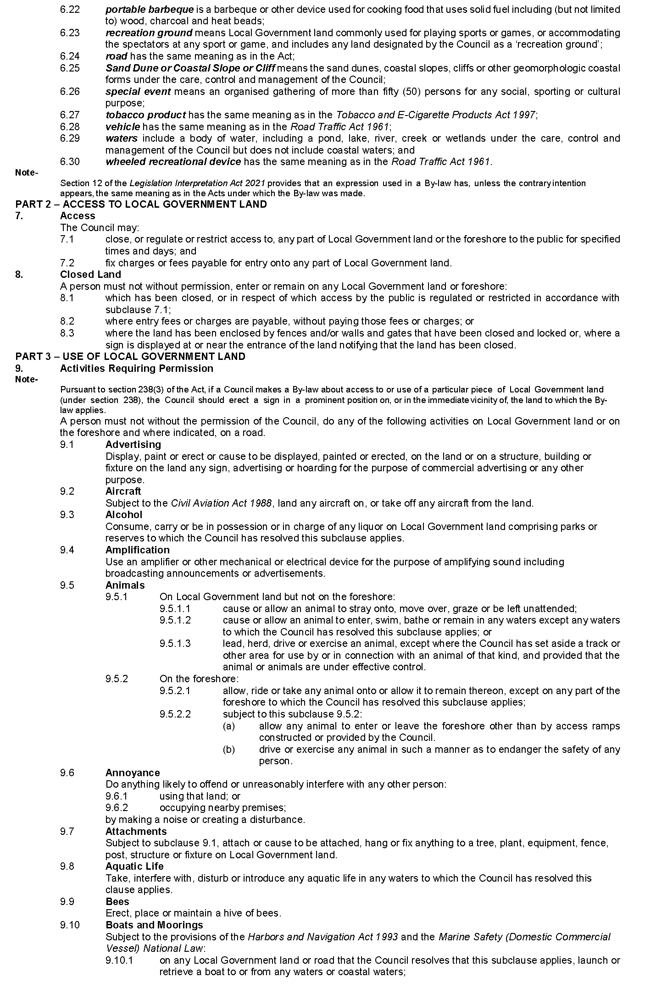 6.22 portable barbeque is a barbeque or other device used for cooking food that uses solid fuel including (but not limited
to) wood, charcoal and heat beads;
6.23 recreation ground means Local Government land commonly used for playing sports or games, or accommodating
the spectators at any sport or game, and includes any land designated by the Council as a ‘recreation ground’;
6.24 road has the same meaning as in the Act;
6.25 Sand Dune or Coastal Slope or Cliff means the sand dunes, coastal slopes, cliffs or other geomorphologic coastal
forms under the care, control and management of the Council;
6.26 special event means an organised gathering of more than fifty (50) persons for any social, sporting or cultural
purpose;
6.27 tobacco product has the same meaning as in the Tobacco and E-Cigarette Products Act 1997;
6.28 vehicle has the same meaning as in the Road Traffic Act 1961;
6.29 waters include a body of water, including a pond, lake, river, creek or wetlands under the care, control and
management of the Council but does not include coastal waters; and
6.30 wheeled recreational device has the same meaning as in the Road Traffic Act 1961.
Note-
Section 12 of the Legislation Interpretation Act 2021 provides that an expression used in a By-law has, unless the contrary intention
appears, the same meaning as in the Acts under which the By-law was made.
PART 2 – ACCESS TO LOCAL GOVERNMENT LAND
7. Access
The Council may:
7.1 close, or regulate or restrict access to, any part of Local Government land or the foreshore to the public for specified
times and days; and
7.2 fix charges or fees payable for entry onto any part of Local Government land.
8. Closed Land
A person must not without permission, enter or remain on any Local Government land or foreshore:
8.1 which has been closed, or in respect of which access by the public is regulated or restricted in accordance with
subclause 7.1;
8.2 where entry fees or charges are payable, without paying those fees or charges; or
8.3 where the land has been enclosed by fences and/or walls and gates that have been closed and locked or, where a
sign is displayed at or near the entrance of the land notifying that the land has been closed.
PART 3 – USE OF LOCAL GOVERNMENT LAND
9. Activities Requiring Permission
Note-
Pursuant to section 238(3) of the Act, if a Council makes a By-law about access to or use of a particular piece of Local Government land
(under section 238), the Council should erect a sign in a prominent position on, or in the immediate vicinity of, the land to which the By-
law applies.
A person must not without the permission of the Council, do any of the following activities on Local Government land or on
the foreshore and where indicated, on a road.
9.1 Advertising
Display, paint or erect or cause to be displayed, painted or erected, on the land or on a structure, building or
fixture on the land any sign, advertising or hoarding for the purpose of commercial advertising or any other
purpose.
9.2 Aircraft
Subject to the Civil Aviation Act 1988, land any aircraft on, or take off any aircraft from the land.
9.3 Alcohol
Consume, carry or be in possession or in charge of any liquor on Local Government land comprising parks or
reserves to which the Council has resolved this subclause applies.
9.4 Amplification
Use an amplifier or other mechanical or electrical device for the purpose of amplifying sound including
broadcasting announcements or advertisements.
9.5 Animals
9.5.1 On Local Government land but not on the foreshore:
9.5.1.1 cause or allow an animal to stray onto, move over, graze or be left unattended;
9.5.1.2 cause or allow an animal to enter, swim, bathe or remain in any waters except any waters
to which the Council has resolved this subclause applies; or
9.5.1.3 lead, herd, drive or exercise an animal, except where the Council has set aside a track or
other area for use by or in connection with an animal of that kind, and provided that the
animal or animals are under effective control.
9.5.2 On the foreshore:
9.5.2.1 allow, ride or take any animal onto or allow it to remain thereon, except on any part of the
foreshore to which the Council has resolved this subclause applies;
9.5.2.2 subject to this subclause 9.5.2:
(a) allow any animal to enter or leave the foreshore other than by access ramps
constructed or provided by the Council.
(b) drive or exercise any animal in such a manner as to endanger the safety of any
person.
9.6 Annoyance
Do anything likely to offend or unreasonably interfere with any other person:
9.6.1 using that land; or
9.6.2 occupying nearby premises;
by making a noise or creating a disturbance.
9.7 Attachments
Subject to subclause 9.1, attach or cause to be attached, hang or fix anything to a tree, plant, equipment, fence,
post, structure or fixture on Local Government land.
9.8 Aquatic Life
Take, interfere with, disturb or introduce any aquatic life in any waters to which the Council has resolved this
clause applies.
9.9 Bees
Erect, place or maintain a hive of bees.
9.10 Boats and Moorings
Subject to the provisions of the Harbors and Navigation Act 1993 and the Marine Safety (Domestic Commercial
Vessel) National Law:
9.10.1 on any Local Government land or road that the Council resolves that this subclause applies, launch or
retrieve a boat to or from any waters or coastal waters;